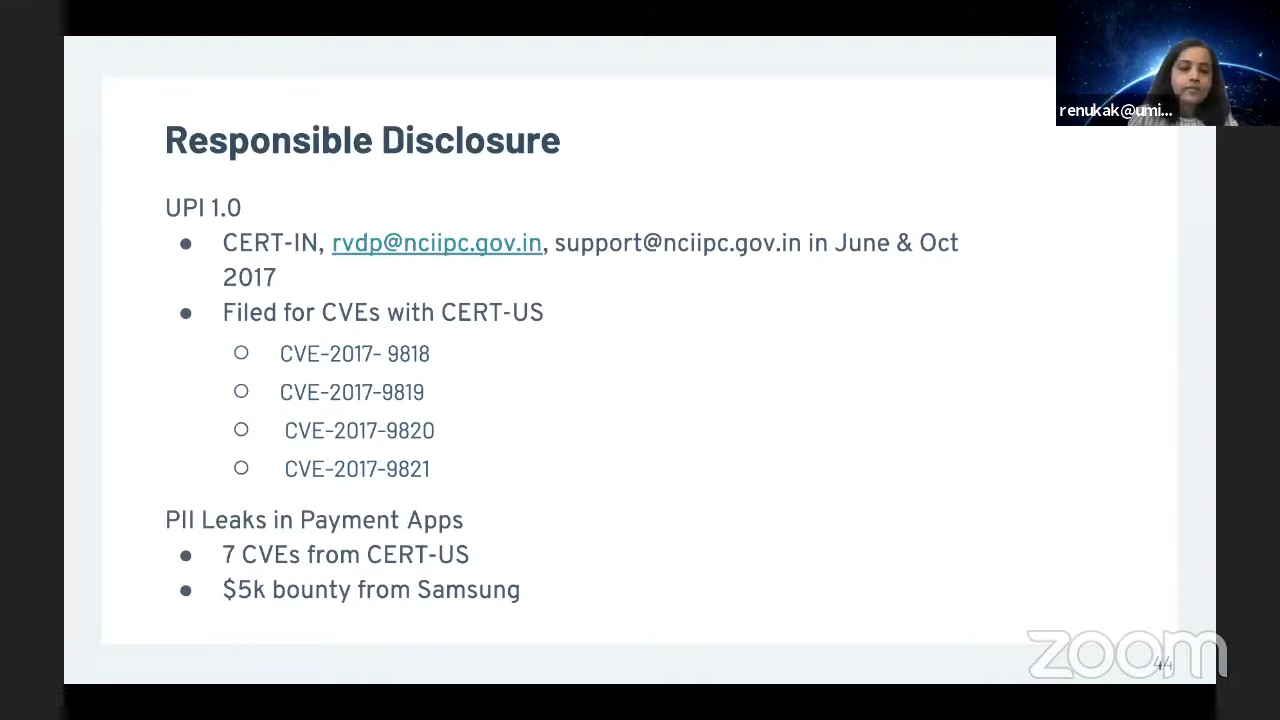 Responsible Disclosure
UPI 1.0
● CERT-IN, rvdp@nciipc.gov.in, support@nciipc.gov.in in June & Oct
2017
● Filed for CVEs with CERT-US
○ CVE-2017- 9818
○ CVE-2017-9819
○ CVE-2017-9820
○ CVE-2017-9821
PII Leaks in Payment Apps
● 7 CVEs from CERT-US
● $5k bounty from Samsung
renukak@umi...
zoom
44